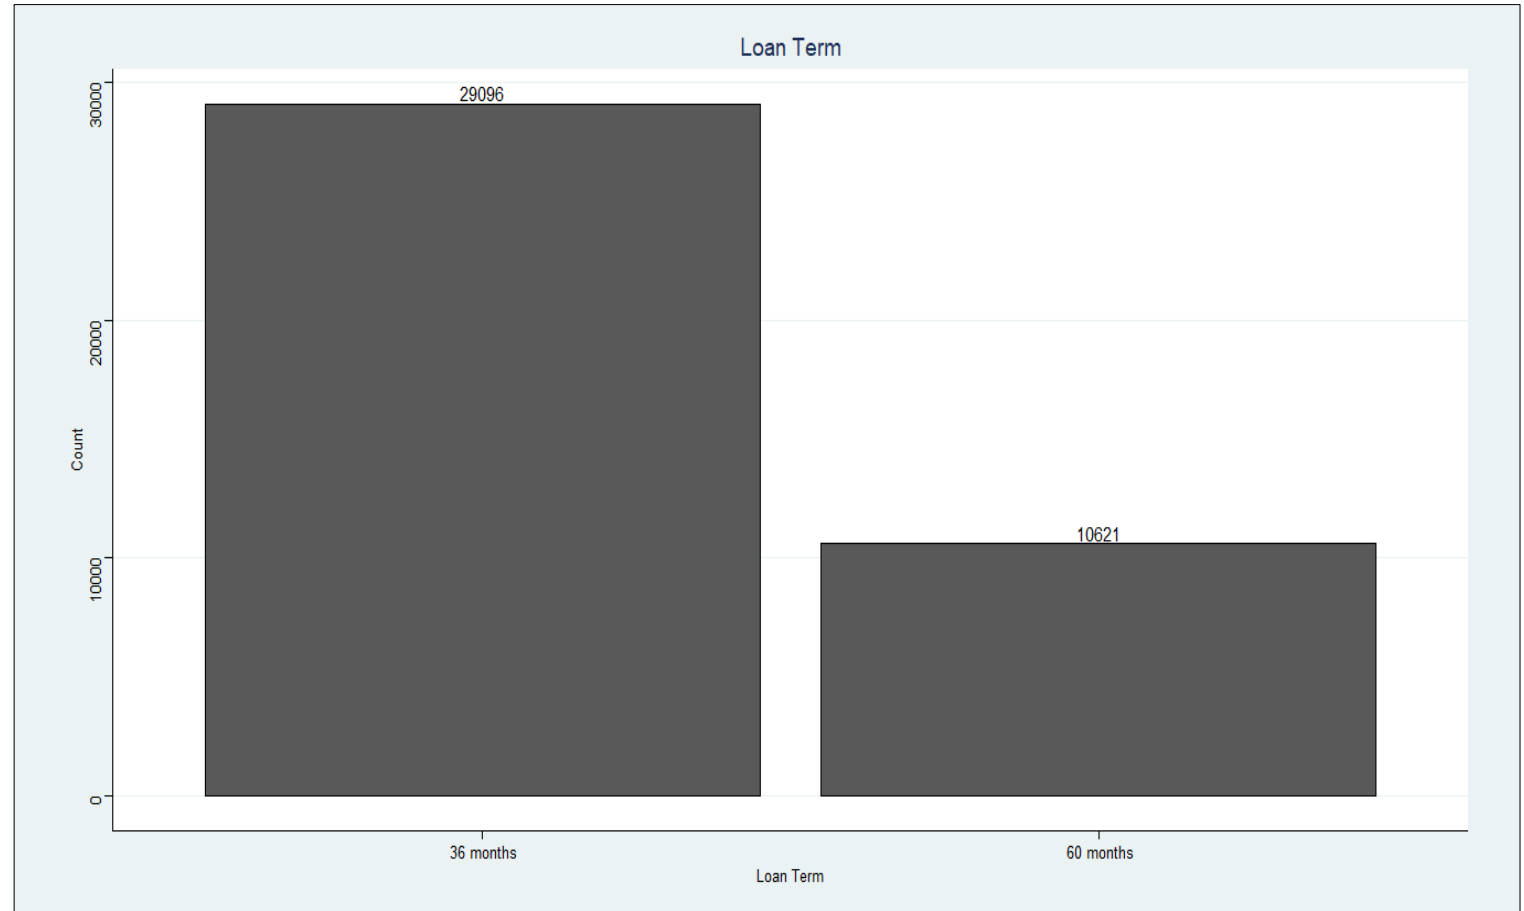 Loan Term
30000
29096
20000
Count
10621
10000
0
36 months
60 months
Loan Term